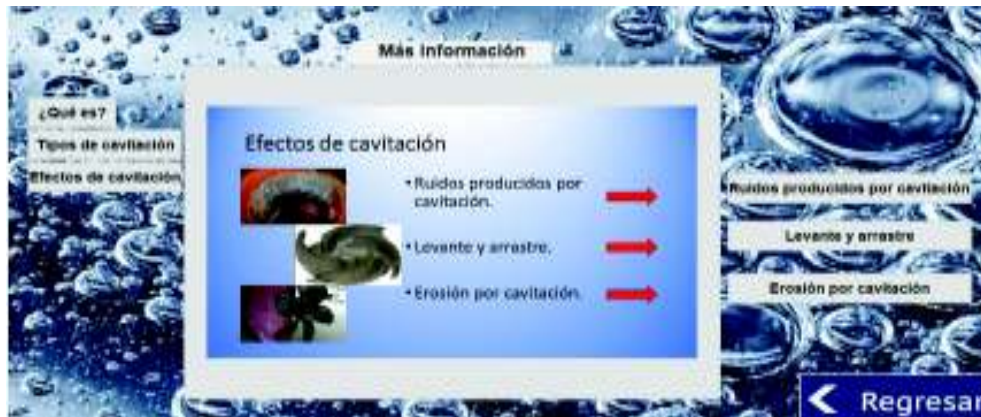 Más información
¿Qué es?
Tipos de cavitación
Efectos de cavitación
Efectos de cavitación
• Ruidos producidos por
cavitación.
• Levante y arrastre.
• Erosión por cavitación.
Ruidos producidos por cavitación
Levante y arrastre
Erosión por cavitación
Regresar